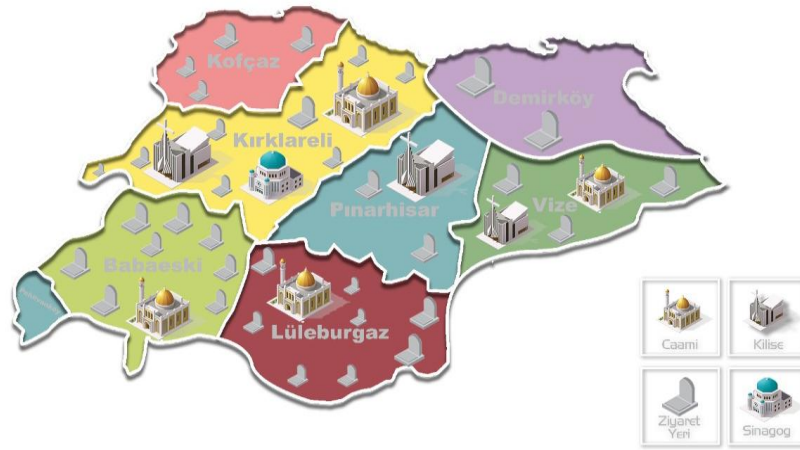 Kofçaz
Demirköy
Kırklareli
Pınarhisar
Vize
Babaeski
Lüleburgaz
Caami
Kilise
Ziyaret
Yeri
Sinagog